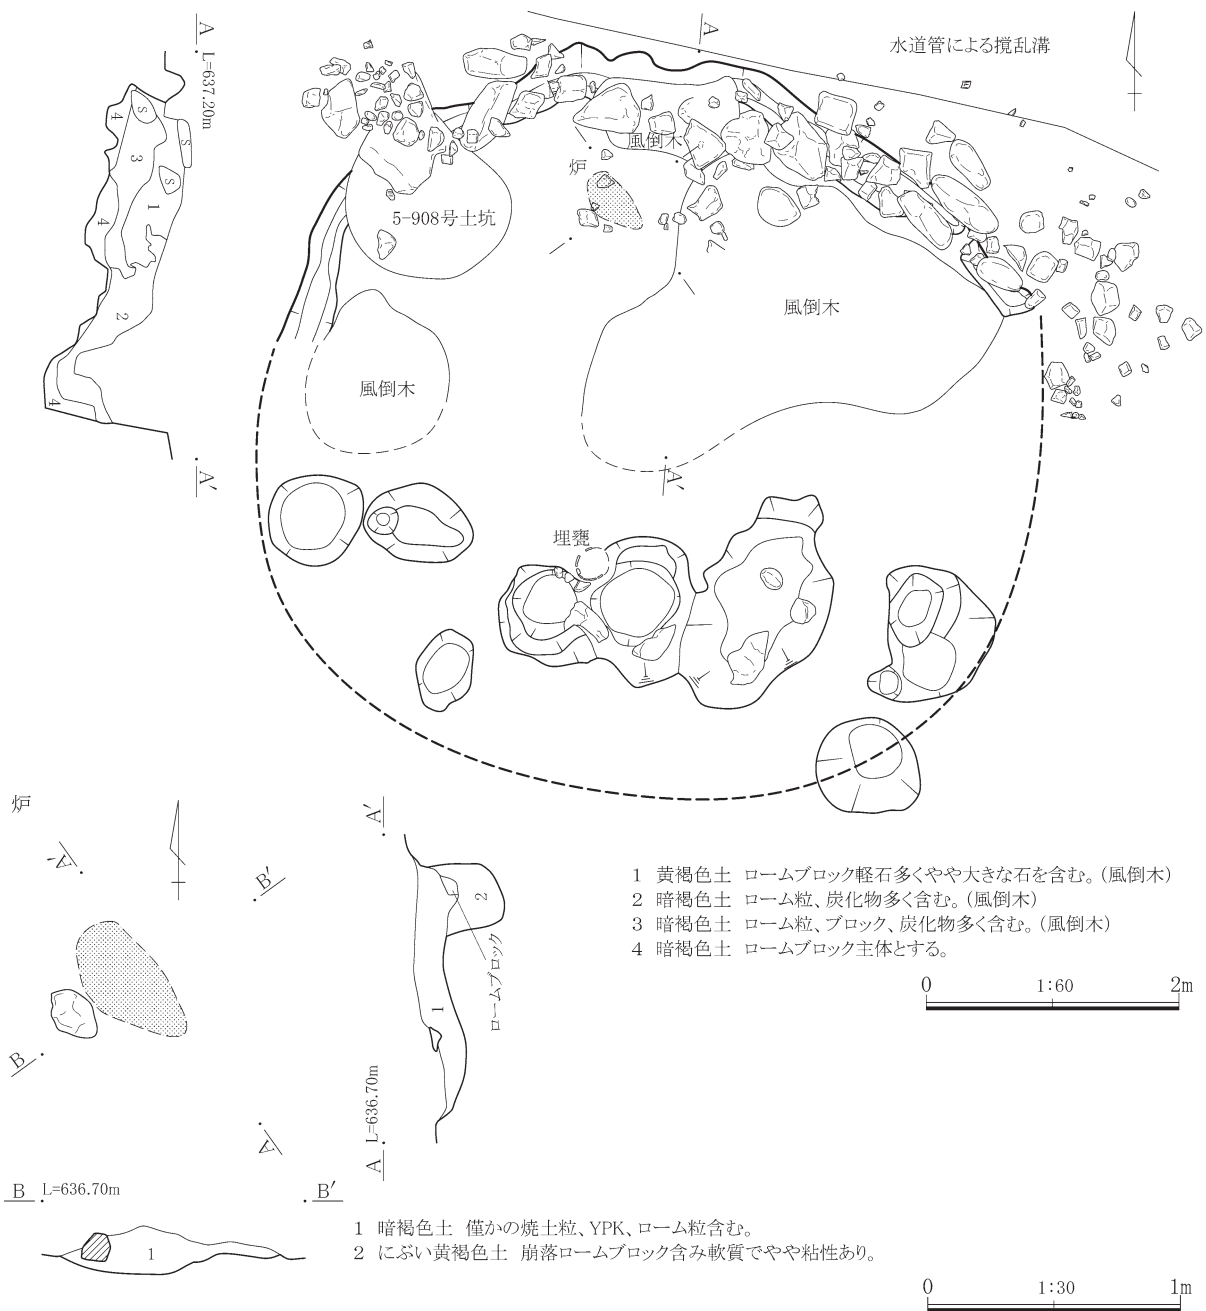 A
L=637.20m
A
水道管による撹乱溝
4
S
3
S
S
1
4
2
4
A′
風倒木
炉
5-908号土坑
風倒木
風倒木
A′
埋甕
炉
A′
B′
B
A
A′
2
ロームブロック
1
L=636.70m
A
1 黄褐色土 ロームブロック軽石多くやや大きな石を含む。(風倒木)
2 暗褐色土 ローム粒、炭化物多く含む。(風倒木)
3 暗褐色土 ローム粒、ブロック、炭化物多く含む。(風倒木)
4 暗褐色土 ロームブロック主体とする。
0 1:60 2m
B L=636.70m B′
1
1 暗褐色土 僅かの焼土粒、YPK、ローム粒含む。
2 にぶい黄褐色土 崩落ロームブロック含み軟質でやや粘性あり。
0 1:30 1m